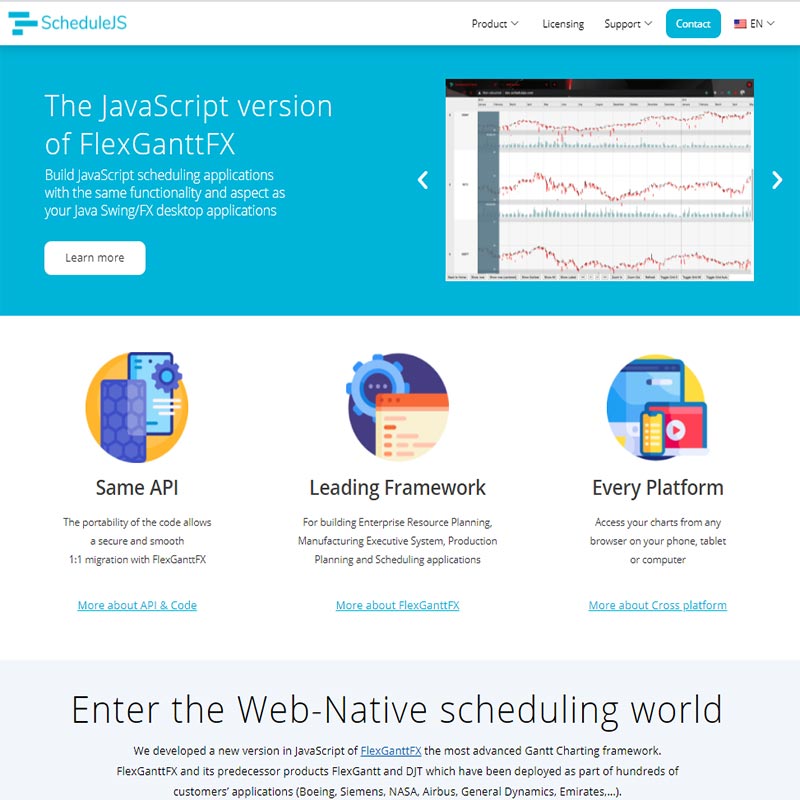 ScheduleJS
Product
Licensing
Support
Contact
EN
The JavaScript version
of FlexGanttFX
Build JavaScript scheduling applications
with the same functionality and aspect as
your Java Swing/FX desktop applications
Learn more
Same API
The portability of the code allows
a secure and smooth
1:1 migration with FlexGanttFX
More about API & Code
Leading Framework
For building Enterprise Resource Planning,
Manufacturing Executive System, Production
Planning and Scheduling applications
More about FlexGanttFX
Every Platform
Access your charts from any
browser on your phone, tablet
or computer
More about Cross platform
Enter the Web-Native scheduling world
We developed a new version in JavaScript of FlexGanttFX the most advanced Gantt Charting framework.
FlexGanttFX and its predecessor products FlexGantt and DJT which have been deployed as part of hundreds of
customers' applications (Boeing, Siemens, NASA, Airbus, General Dynamics, Emirates,...).